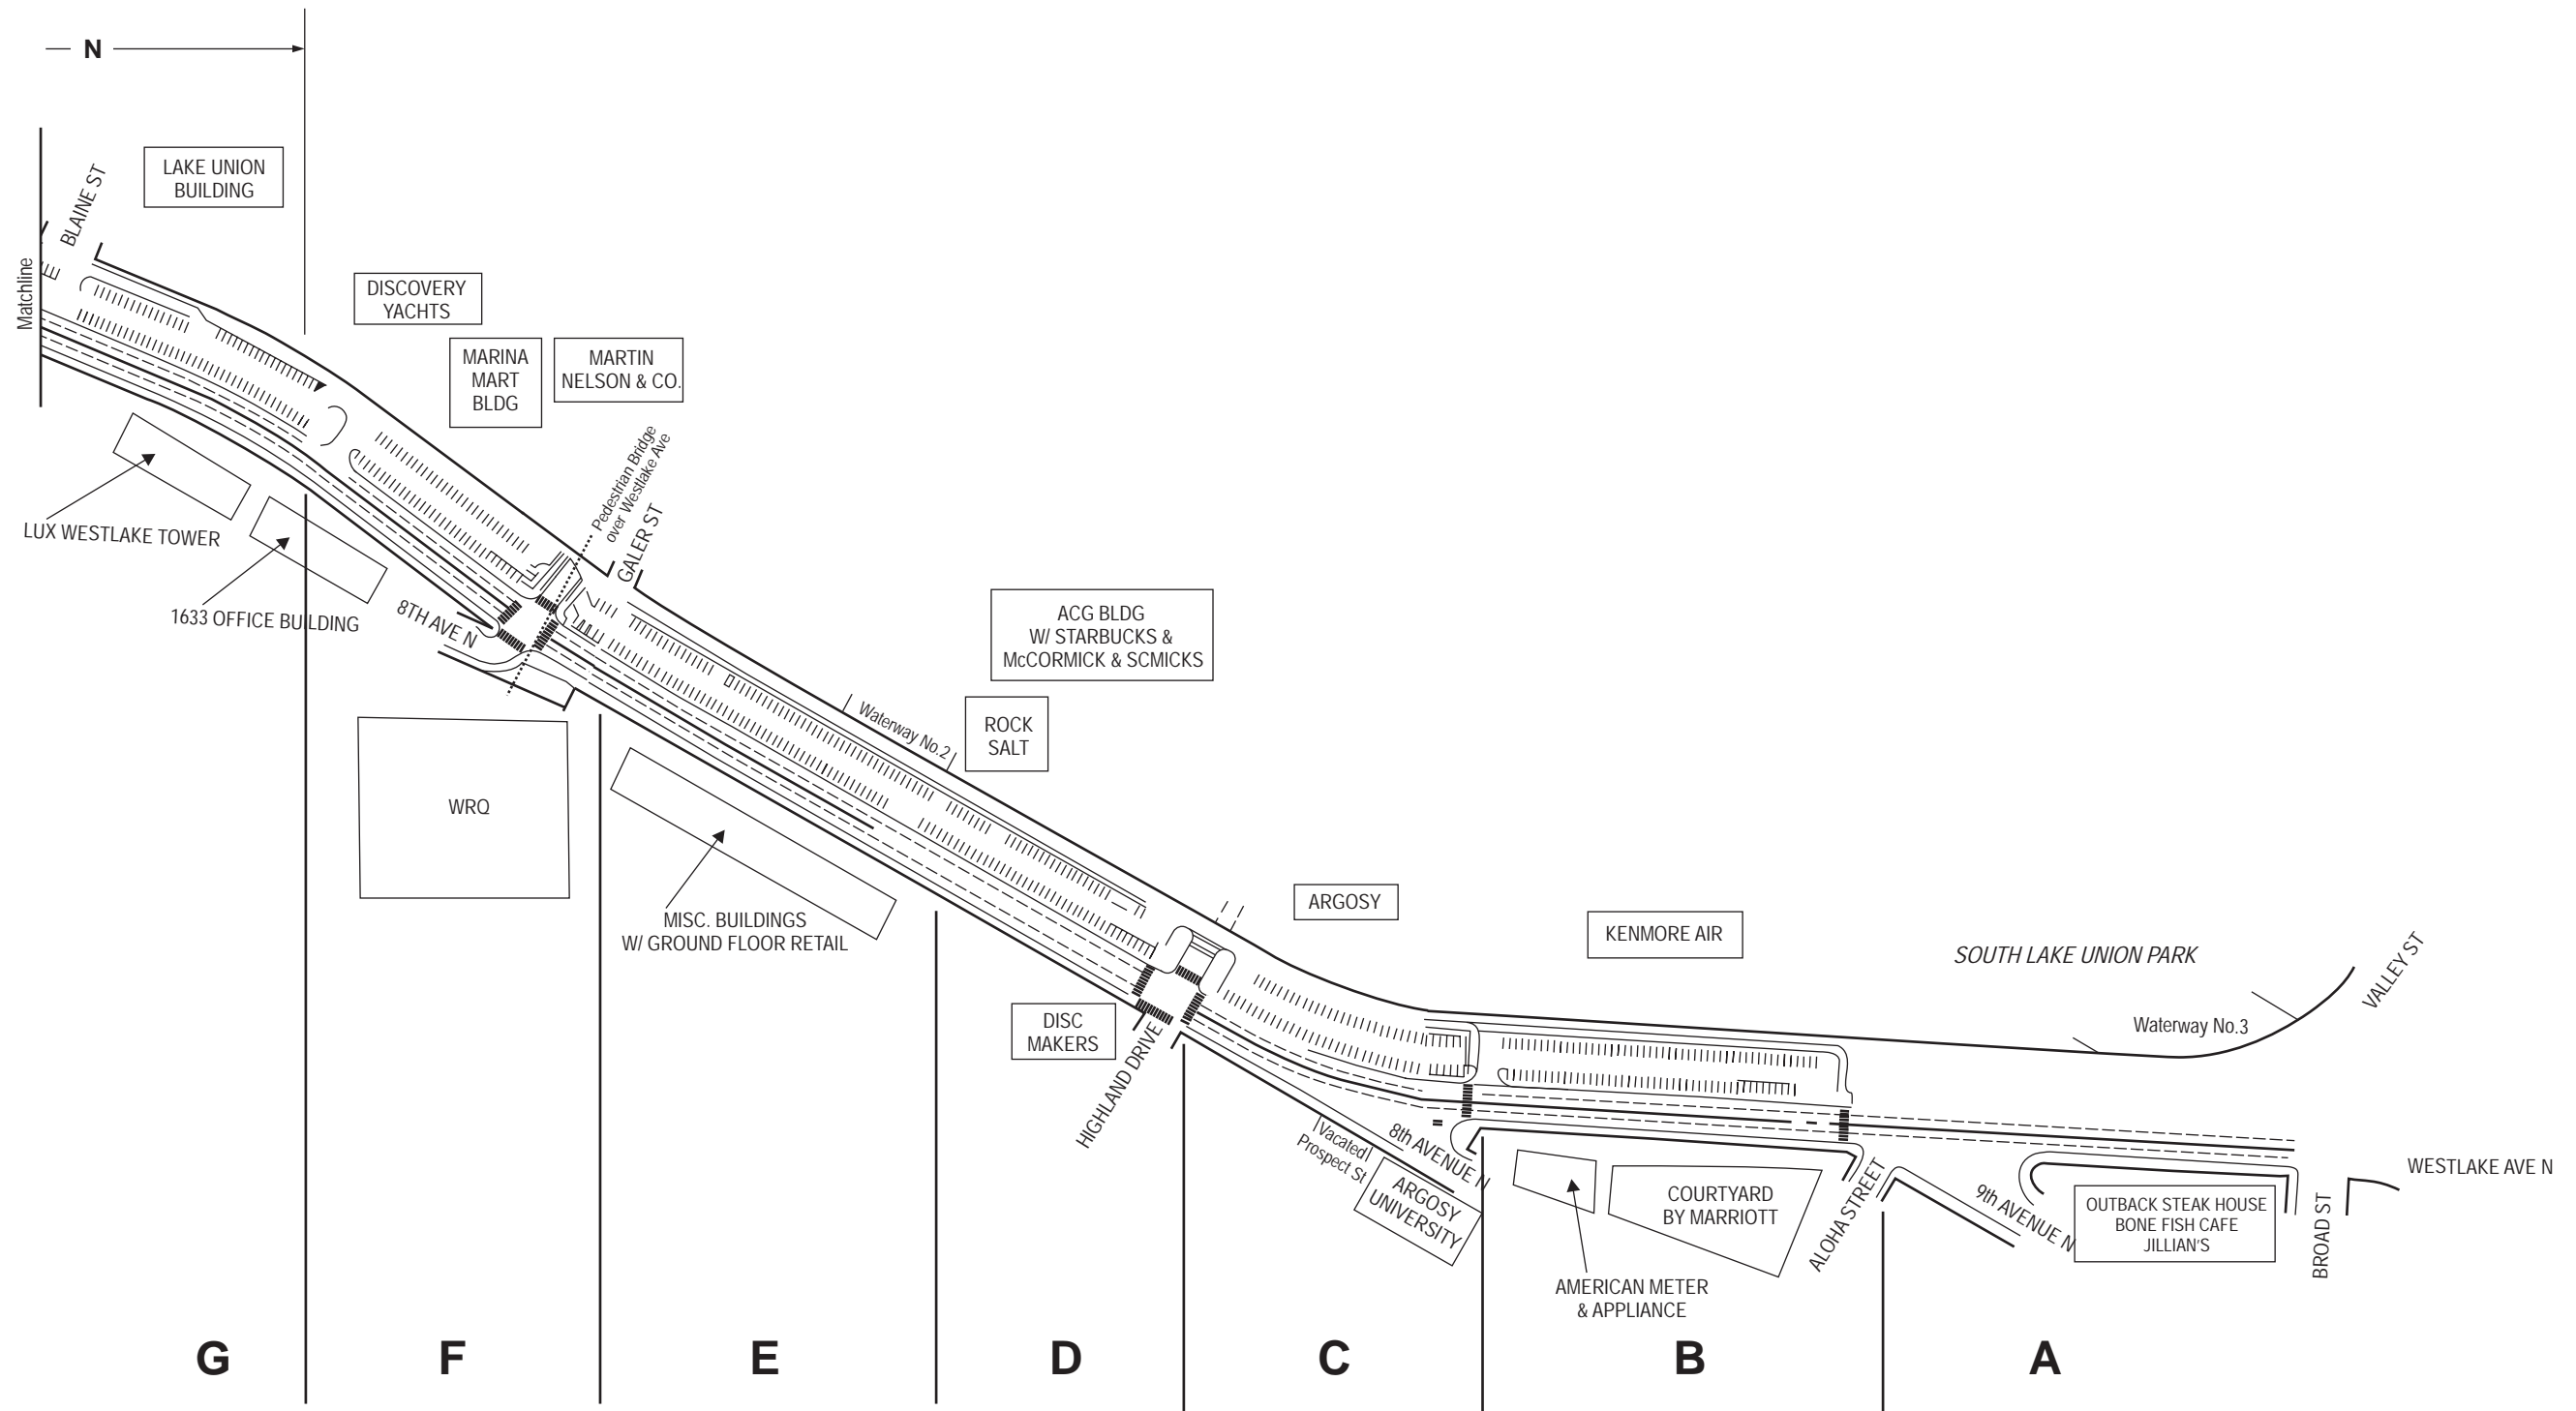 N
LAKE UNION
BUILDING
BLAINE ST
Matchline
DISCOVERY
YACHTS
MARINA
MART
BLDG
MARTIN
NELSON & CO.
Pedestrian Bridge
over Westlake Ave
GALER ST
LUX WESTLAKE TOWER
1633 OFFICE BUILDING
8TH AVE N
WRQ
MISC. BUILDINGS
W/ GROUND FLOOR RETAIL
Waterway No.2
ACG BLDG
W/ STARBUCKS &
McCORMICK & SCMICKS
ROCK
SALT
DISC
MAKERS
HIGHLAND DRIVE
ARGOSY
KENMORE AIR
SOUTH LAKE UNION PARK
VALLEY ST
Waterway No.3
Vacated
Prospect St
8th AVENUE N
ARGOSY
UNIVERSITY
AMERICAN METER
& APPLIANCE
COURTYARD
BY MARRIOTT
ALOHA STREET
9th AVENUE N
OUTBACK STEAK HOUSE
BONE FISH CAFE
JILLIAN'S
BROAD ST
WESTLAKE AVE N
G
F
E
D
C
B
A